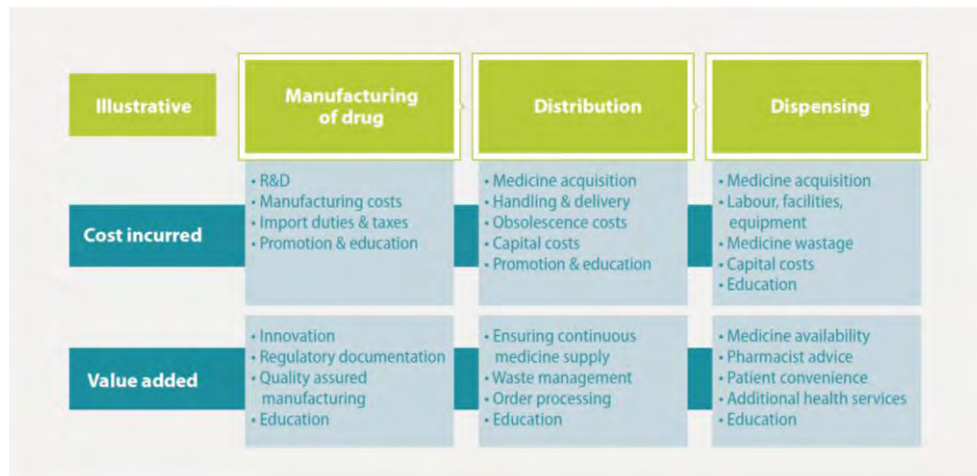 Illustrative
Manufacturing
of drug
Distribution
Dispensing
Cost incurred
• R&D
• Manufacturing costs
• Import duties & taxes
• Promotion & education
• Medicine acquisition
• Handling & delivery
• Obsolescence costs
• Capital costs
• Promotion & education
• Medicine acquisition
• Labour, facilities,
equipment
• Medicine wastage
• Capital costs
• Education
Value added
• Innovation
• Regulatory documentation
• Quality assured
manufacturing
• Education
• Ensuring continuous
medicine supply
• Waste management
• Order processing
• Education
• Medicine availability
• Pharmacist advice
• Patient convenience
• Additional health services
• Education